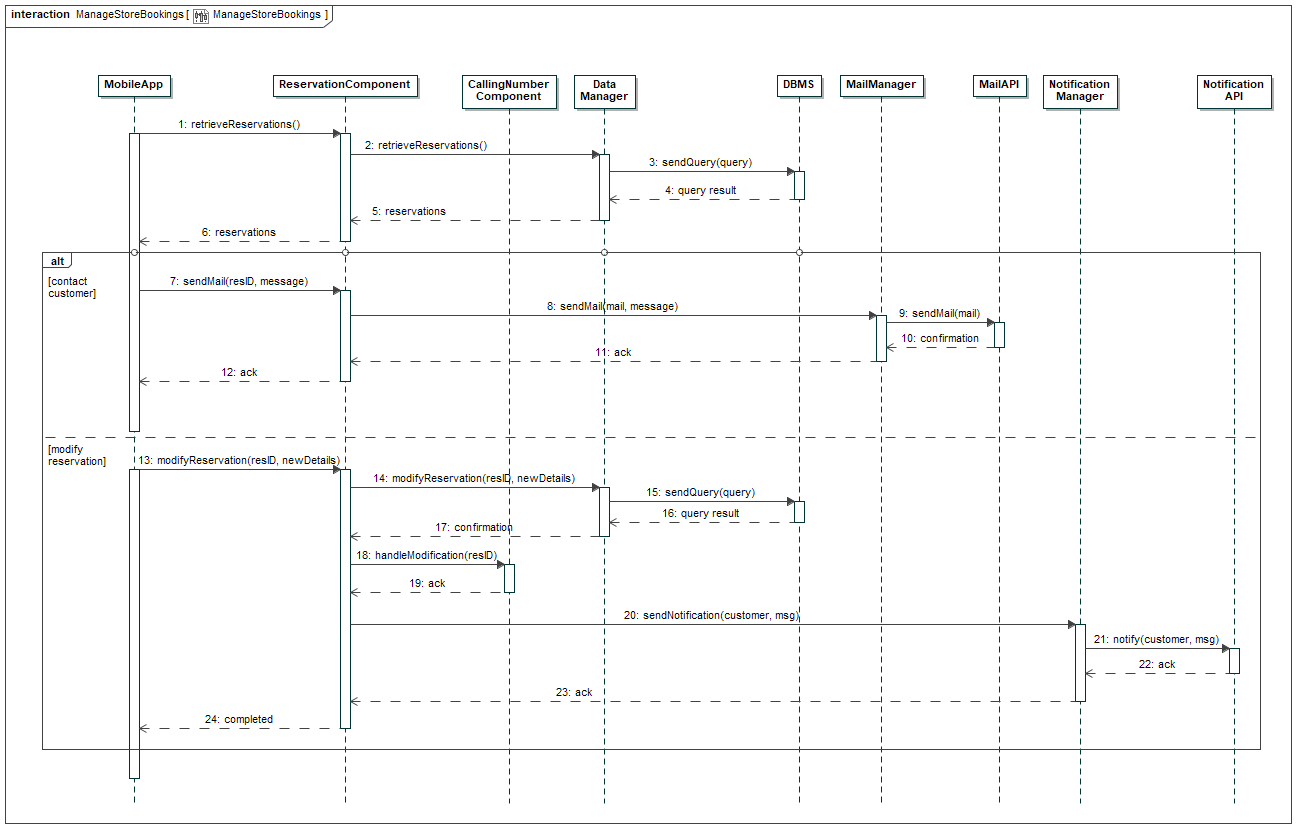 interaction ManageStoreBookings [ ManageStoreBookings ]
MobileApp
ReservationComponent
CallingNumber
Component
Data
Manager
DBMS
MailManager
MailAPI
Notification
Manager
Notification
API
1: retrieveReservations()
2: retrieveReservations()
3: sendQuery(query)
4: query result
5: reservations
6: reservations
alt
[contact
customer]
7: sendMail(resID, message)
8: sendMail(mail, message)
9: sendMail(mail)
10: confirmation
11: ack
12: ack
[modify
reservation]
13: modifyReservation(resID, newDetails)
14: modifyReservation(resID, newDetails)
15: sendQuery(query)
16: query result
17: confirmation
18: handleModification(resID)
19: ack
20: sendNotification(customer, msg)
21: notify(customer, msg)
22: ack
23: ack
24: completed